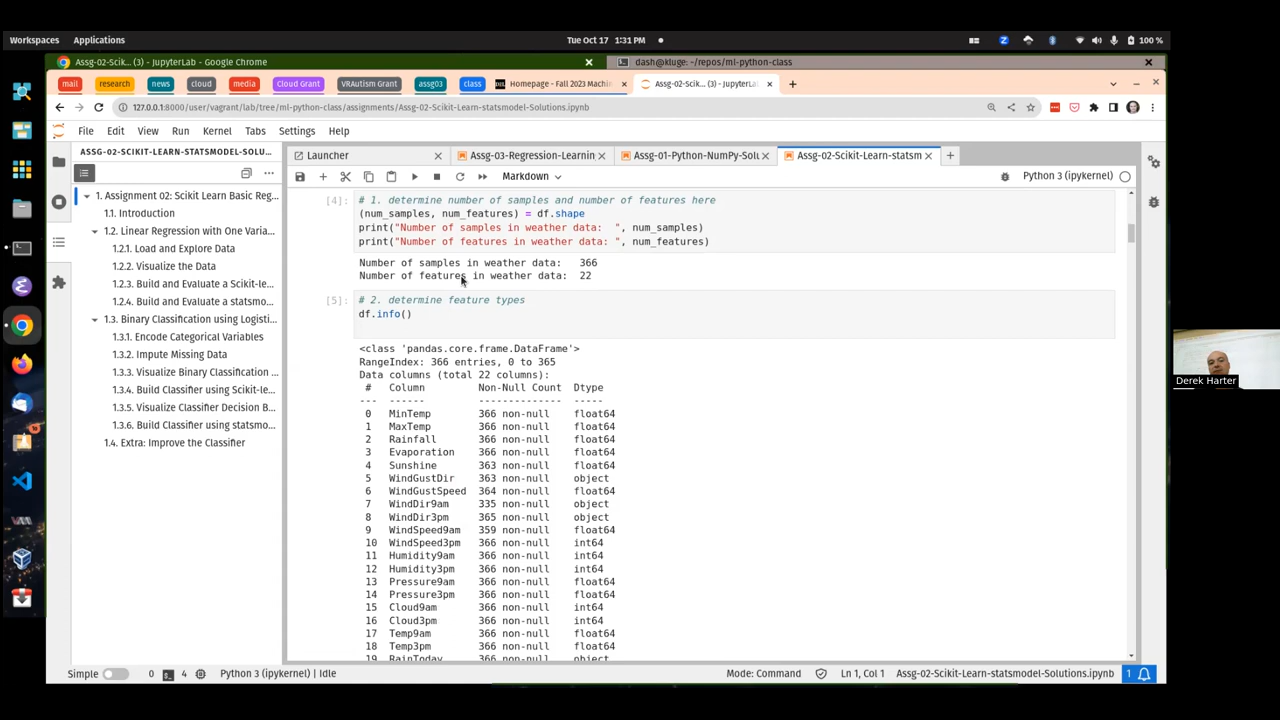 Workspaces Applications Tue Oct 17 1:31 PM 100 %
Assg-02-Scik... (3) - JupyterLab - Google Chrome
dash@kluge: ~/repos/ml-python-class
mail research news cloud media Cloud Grant VRAutism Grant assg03 class Homepage - Fall 2023 Machin Assg-02-Scik... (3) - JupyterLa
127.0.0.1:8000/user/vagrant/lab/tree/ml-python-class/assignments/Assg-02-Scikit-Learn-statsmodel-Solutions.ipynb
File Edit View Run Kernel Tabs Settings Help
ASSG-02-SCIKIT-LEARN-STATSMODEL-SOLU...
1. Assignment 02: Scikit Learn Basic Reg...
1.1. Introduction
1.2. Linear Regression with One Varia...
1.2.1. Load and Explore Data
1.2.2. Visualize the Data
1.2.3. Build and Evaluate a Scikit-le...
1.2.4. Build and Evaluate a statsmo...
1.3. Binary Classification using Logisti...
1.3.1. Encode Categorical Variables
1.3.2. Impute Missing Data
1.3.3. Visualize Binary Classification ...
1.3.4. Build Classifier using Scikit-le...
1.3.5. Visualize Classifier Decision B...
1.3.6. Build Classifier using statsmo...
1.4. Extra: Improve the Classifier
Launcher Assg-03-Regression-Learnin Assg-01-Python-NumPy-Solu Assg-02-Scikit-Learn-statsm
Markdown Python 3 (ipykernel)
[4]: # 1. determine number of samples and number of features here
(num_samples, num_features) = df.shape
print("Number of samples in weather data:  ", num_samples)
print("Number of features in weather data: ", num_features)
Number of samples in weather data:   366
Number of features in weather data:  22
[5]: # 2. determine feature types
df.info()
<class 'pandas.core.frame.DataFrame'>
RangeIndex: 366 entries, 0 to 365
Data columns (total 22 columns):
# Column Non-Null Count Dtype
--- ------ -------------- -----
0 MinTemp 366 non-null float64
1 MaxTemp 366 non-null float64
2 Rainfall 366 non-null float64
3 Evaporation 366 non-null float64
4 Sunshine 363 non-null float64
5 WindGustDir 363 non-null object
6 WindGustSpeed 364 non-null float64
7 WindDir9am 335 non-null object
8 WindDir3pm 365 non-null object
9 WindSpeed9am 359 non-null float64
10 WindSpeed3pm 366 non-null int64
11 Humidity9am 366 non-null int64
12 Humidity3pm 366 non-null int64
13 Pressure9am 366 non-null float64
14 Pressure3pm 366 non-null float64
15 Cloud9am 366 non-null int64
16 Cloud3pm 366 non-null int64
17 Temp9am 366 non-null float64
18 Temp3pm 366 non-null float64
19 RainToday 366 non-null object
Simple 0 4 Python 3 (ipykernel) | Idle Mode: Command Ln 1, Col 1 Assg-02-Scikit-Learn-statsmodel-Solutions.ipynb 1
Derek Harter